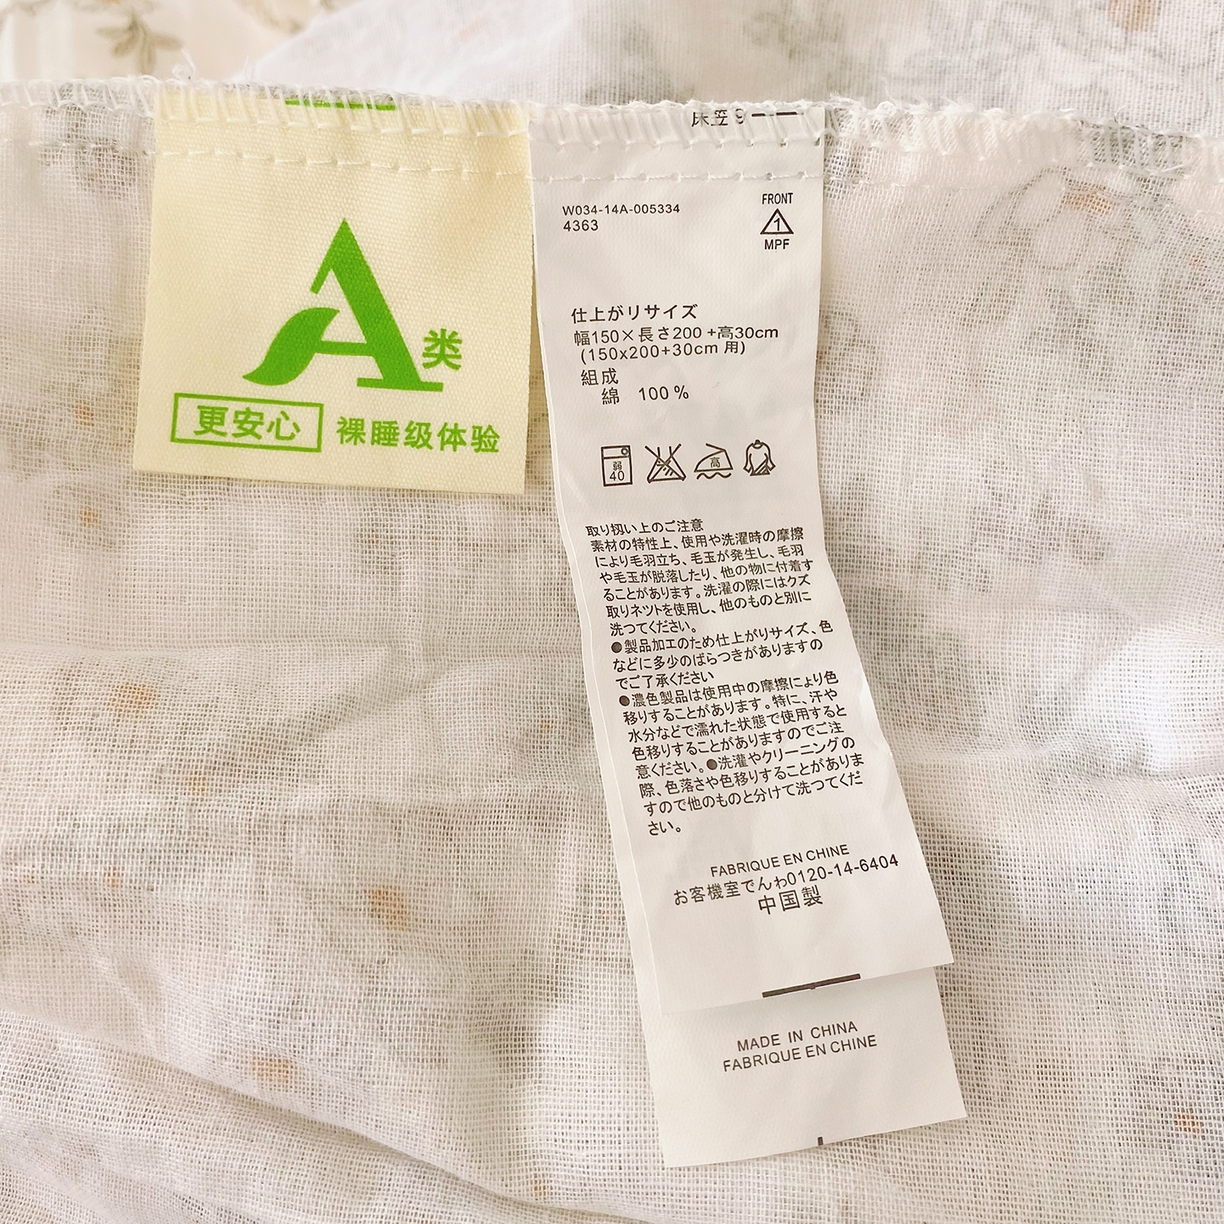 A类
更安心 裸睡级体验
床笠 9
W034-14A-005334
4363
FRONT
1
MPF
仕上がリサイズ
幅150×長さ200+高30cm
(150x200+30cm 用)
組成
綿 100%
弱
40
高
取り扱い上のご注意
素材の特性上、使用や洗濯時の摩擦
により毛羽立ち、毛玉が発生し、毛羽
や毛玉が脱落したり、他の物に付着す
ることがあります。洗濯の際にはクズ
取りネットを使用し、他のものと別に
洗つてください。
●製品加工のため仕上がりサイズ、色
などに多少のばらつきがありますの
でご了承ください
●濃色製品は使用中の摩擦により色
移りすることがあります。特に、汗や
水分などで濡れた状態で使用すると
色移りすることがありますのでご注
意ください。●洗濯やクリーニングの
際、色落さや色移りすることがありま
すので他のものと分けて洗つてくだ
さい。
FABRIQUE EN CHINE
お客機室でんゎ0120-14-6404
中国製
MADE IN CHINA
FABRIQUE EN CHINE